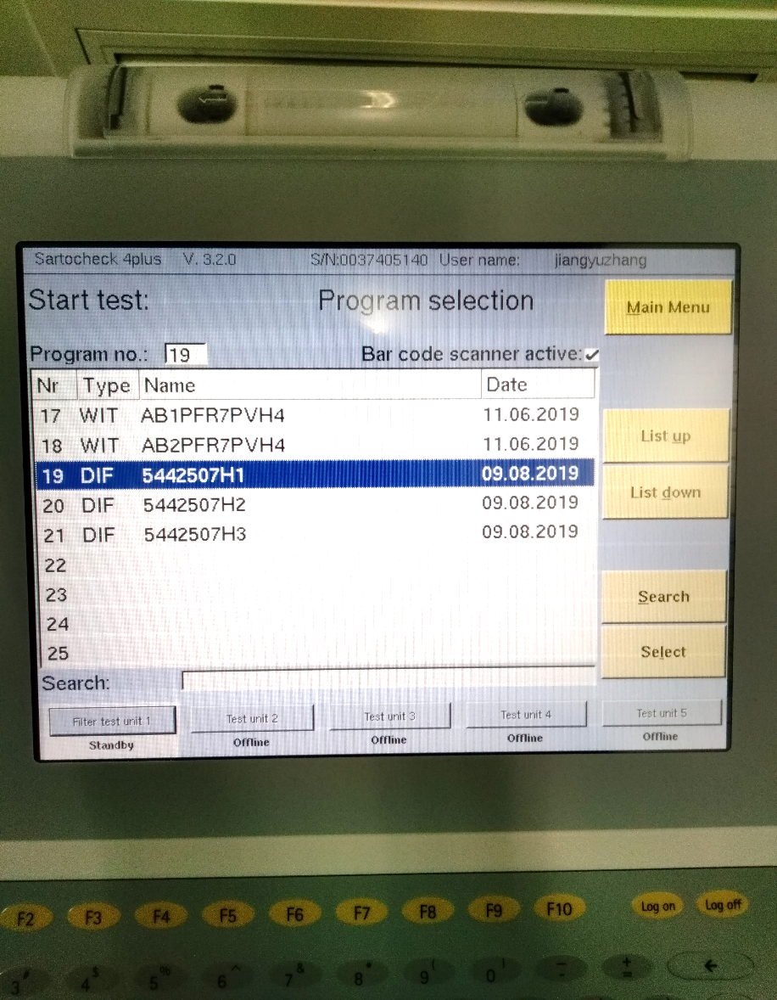 Sartocheck 4plus V. 3.2.0 S/N:0037405140 User name: jiangyuzhang
Start test: Program selection Main Menu
Program no.: 19 Bar code scanner active:
Nr Type Name Date
17 WIT AB1PFR7PVH4 11.06.2019
18 WIT AB2PFR7PVH4 11.06.2019
19 DIF 5442507H1 09.08.2019
20 DIF 5442507H2 09.08.2019
21 DIF 5442507H3 09.08.2019
22
23
24
25
List up
List down
Search
Select
Search:
Filter test unit 1 Test unit 2 Test unit 3 Test unit 4 Test unit 5
Standby Offline Offline Offline Offline
F2 F3 F4 F5 F6 F7 F8 F9 F10 Log on Log off
3 # 4 $ 5 % 6 ^ 7 & 8 * 9 ( 0 ) _ - + = ←